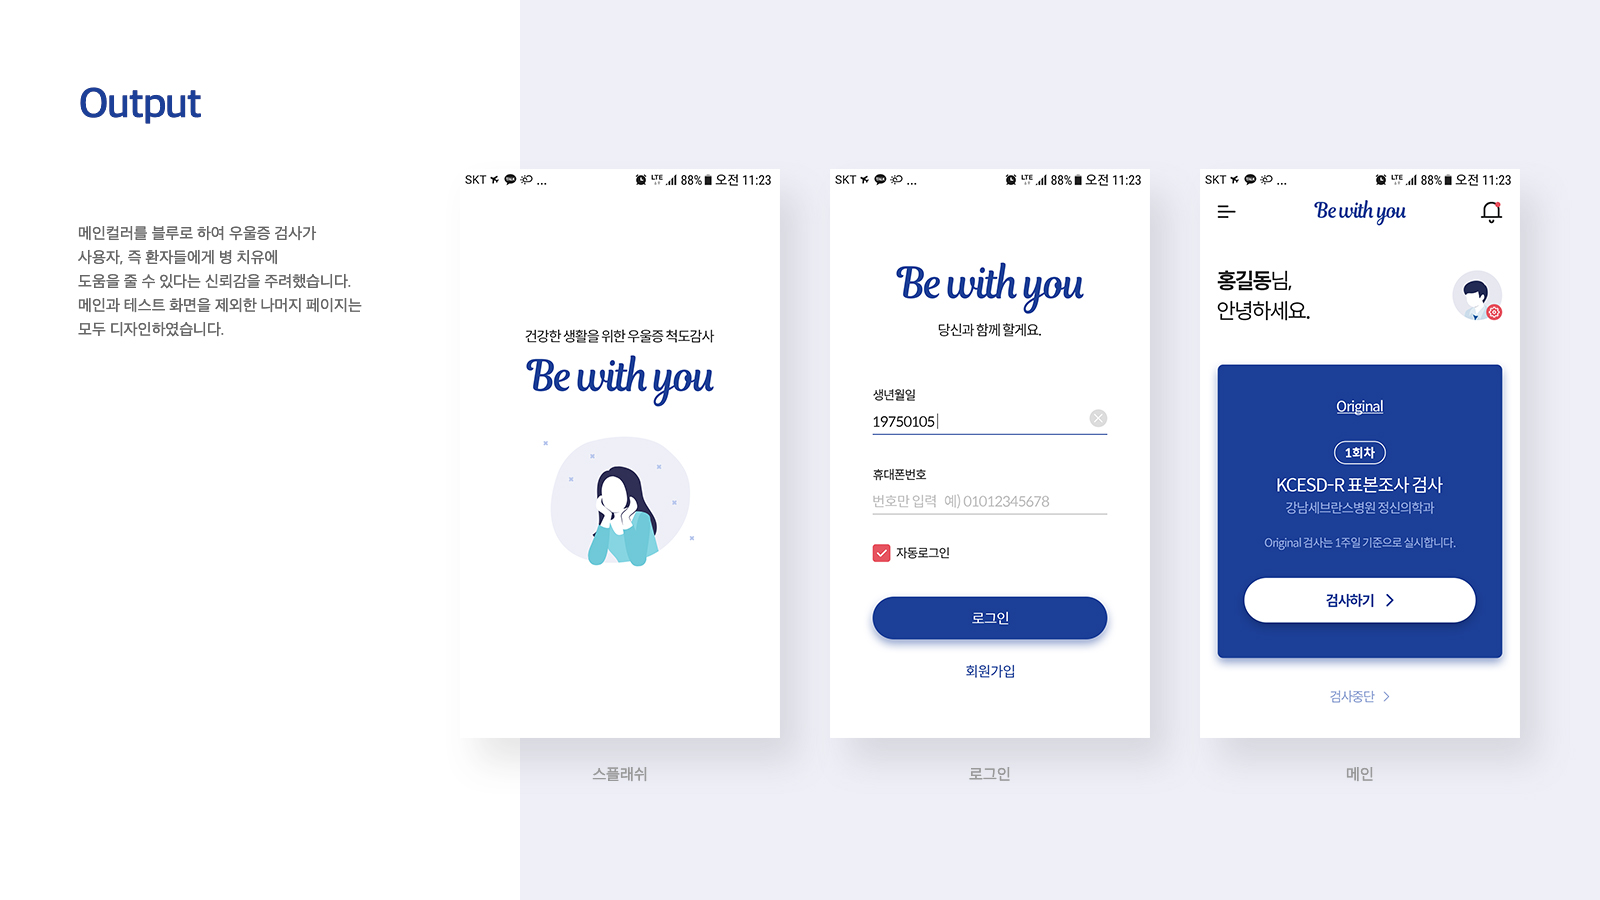 Output
메인컬러를 블루로 하여 우울증 검사가
사용자, 즉 환자들에게 병 치유에
도움을 줄 수 있다는 신뢰감을 주려했습니다.
메인과 테스트 화면을 제외한 나머지 페이지는
모두 디자인하였습니다.
SKT ... LTE 88% 오전 11:23
건강한 생활을 위한 우울증 척도감사
Be with you
스플래쉬
SKT ... LTE 88% 오전 11:23
Be with you
당신과 함께 할게요.
생년월일
19750105
휴대폰번호
번호만 입력 예) 01012345678
자동로그인
로그인
회원가입
로그인
SKT ... LTE 88% 오전 11:23
Be with you
홍길동님,
안녕하세요.
Original
1회차
KCESD-R 표본조사 검사
강남세브란스병원 정신의학과
Original 검사는 1주일 기준으로 실시합니다.
검사하기
검사중단
메인